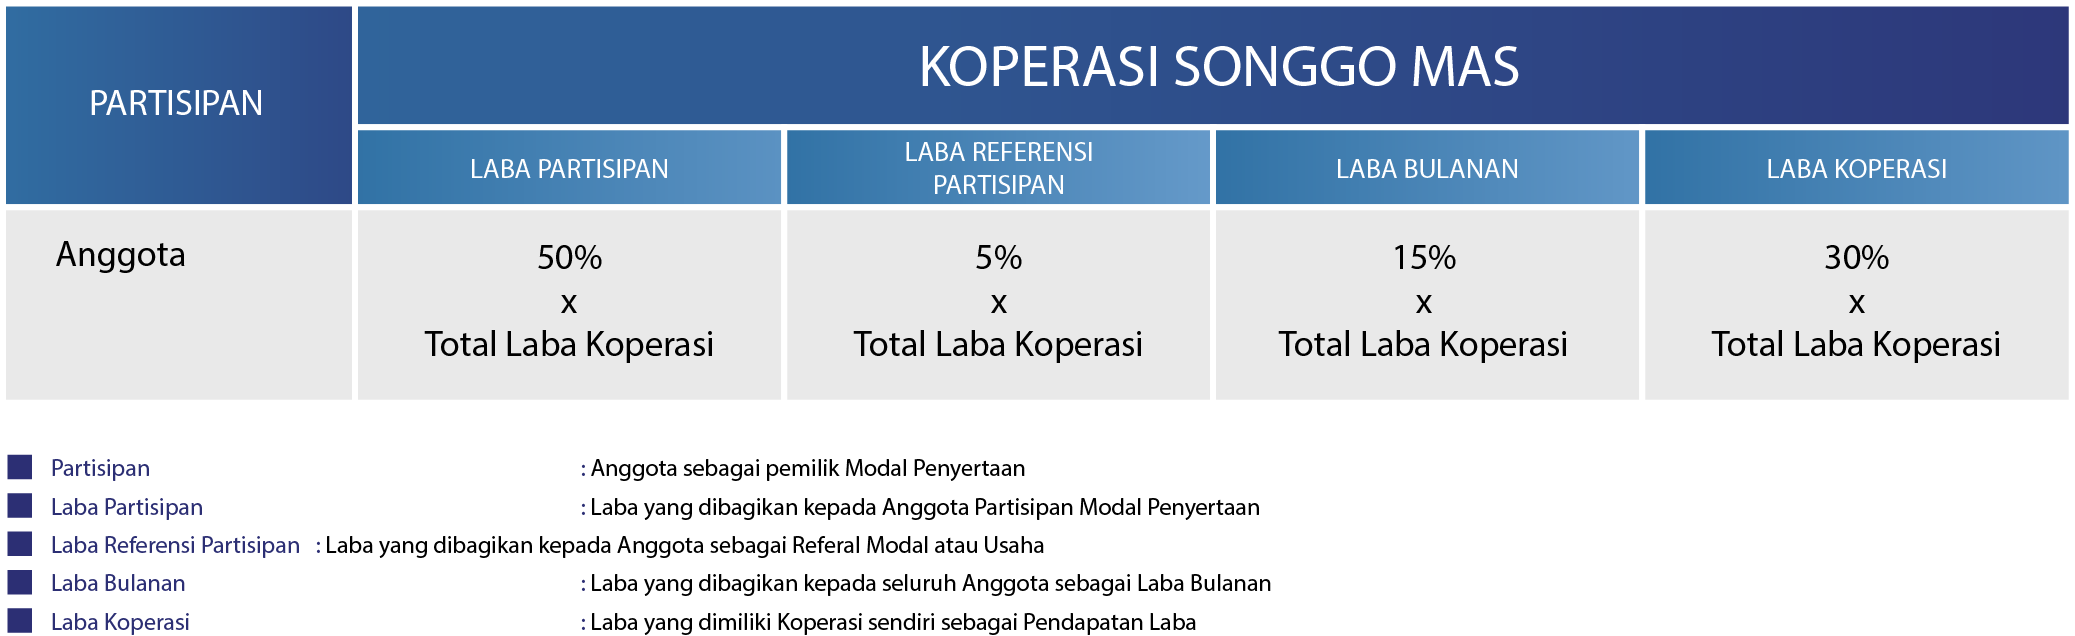 PARTISIPAN
KOPERASI SONGGO MAS
LABA PARTISIPAN
LABA REFERENSI
PARTISIPAN
LABA BULANAN
LABA KOPERASI
Anggota
50%
x
Total Laba Koperasi
5%
x
Total Laba Koperasi
15%
x
Total Laba Koperasi
30%
x
Total Laba Koperasi
Partisipan : Anggota sebagai pemilik Modal Penyertaan
Laba Partisipan : Laba yang dibagikan kepada Anggota Partisipan Modal Penyertaan
Laba Referensi Partisipan : Laba yang dibagikan kepada Anggota sebagai Referal Modal atau Usaha
Laba Bulanan : Laba yang dibagikan kepada seluruh Anggota sebagai Laba Bulanan
Laba Koperasi : Laba yang dimiliki Koperasi sendiri sebagai Pendapatan Laba